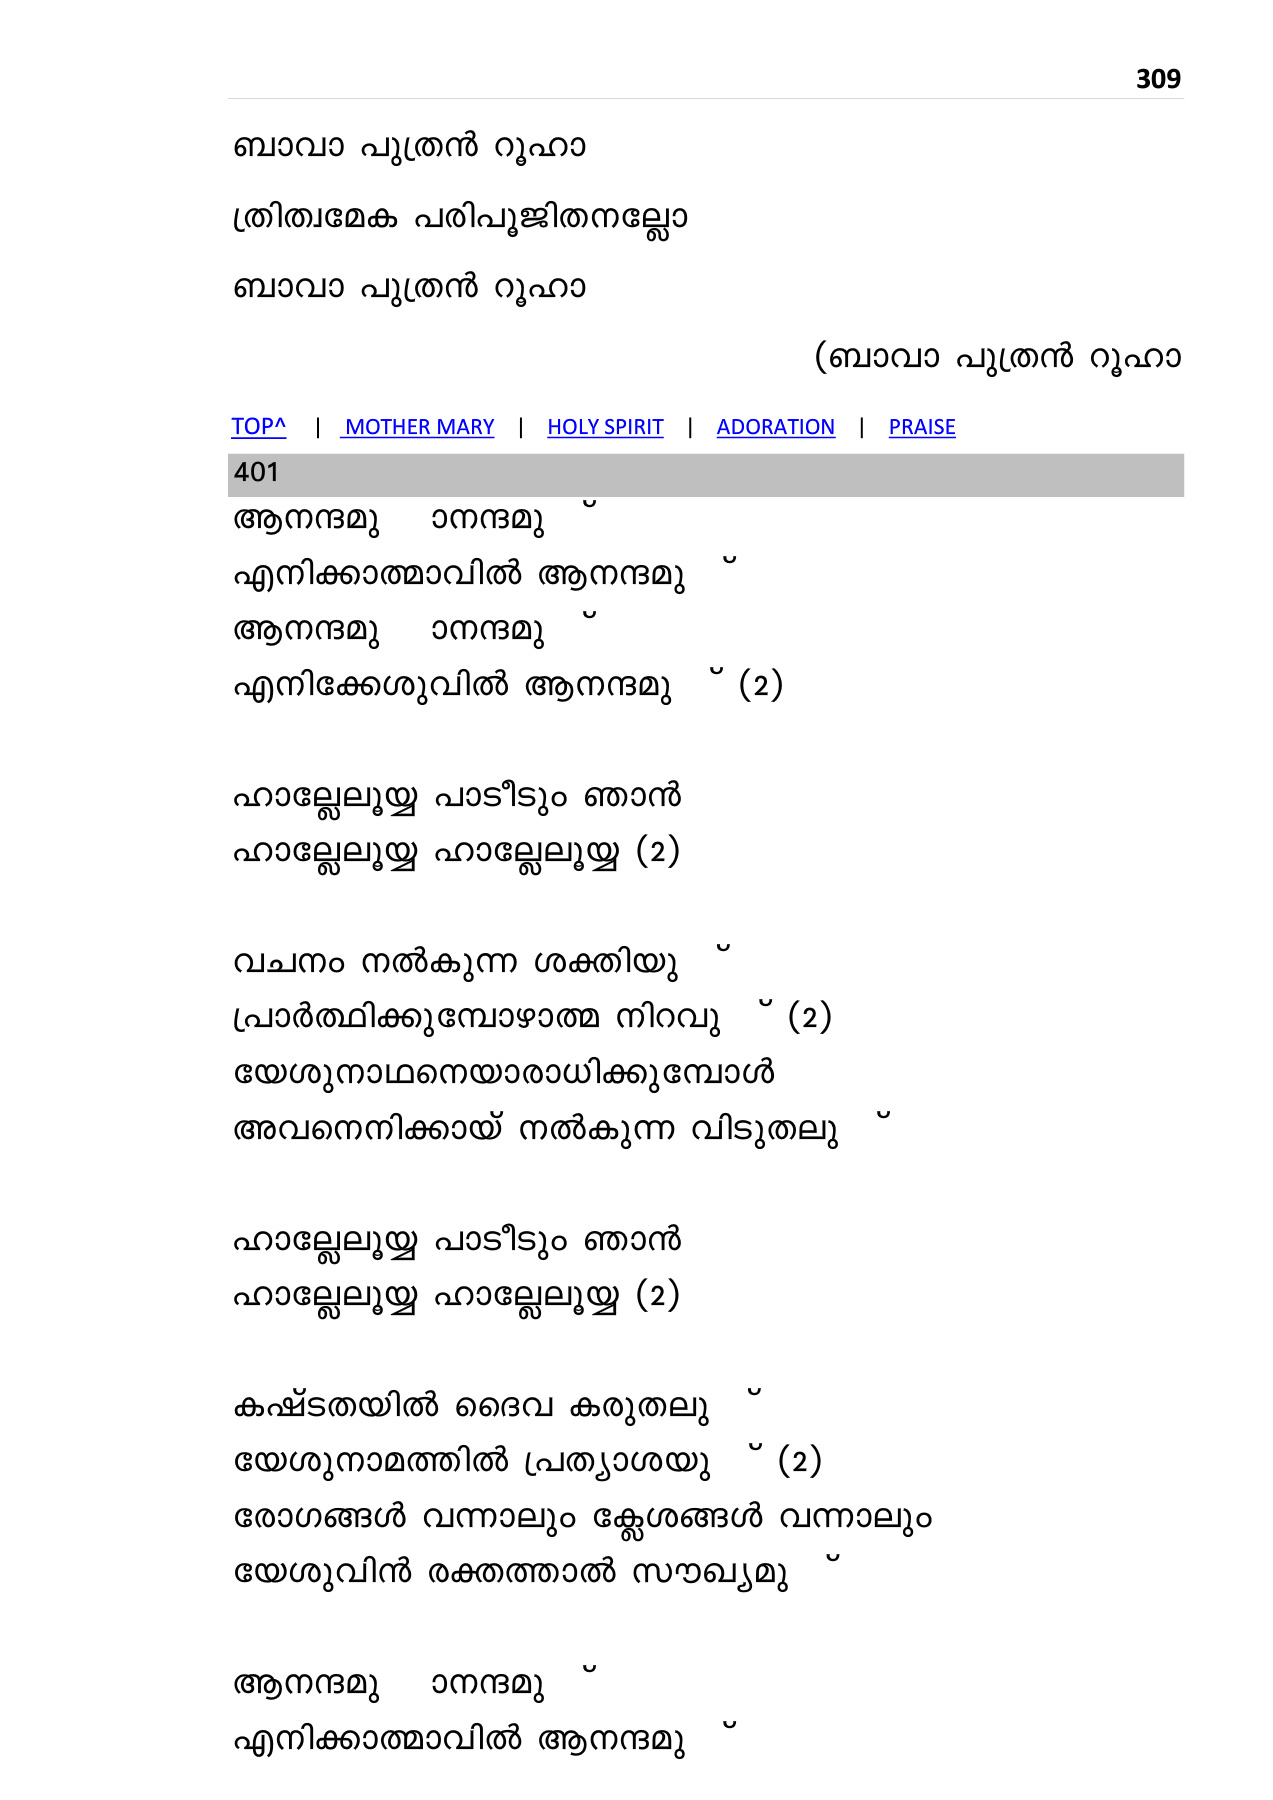 309
ബാവാ പുത്രൻ റൂഹാ
ത്രിത്വമേക പരിപൂജിതനല്ലോ
ബാവാ പുത്രൻ റൂഹാ
(ബാവാ പുത്രൻ റൂഹാ
TOP^ | MOTHER MARY | HOLY SPIRIT | ADORATION | PRAISE
401
ആനന്ദമു ാനന്ദമു ്
എനിക്കാത്മാവിൽ ആനന്ദമു ്
ആനന്ദമു ാനന്ദമു ്
എനിക്കേശുവിൽ ആനന്ദമു ് (2)
ഹാല്ലേലൂയ്യ പാടീടും ഞാൻ
ഹാല്ലേലൂയ്യ ഹാല്ലേലൂയ്യ (2)
വചനം നൽകുന്ന ശക്തിയു ്
പ്രാർത്ഥിക്കുമ്പോഴാത്മ നിറവു ് (2)
യേശുനാഥനെയാരാധിക്കുമ്പോൾ
അവനെനിക്കായ് നൽകുന്ന വിടുതലു ്
ഹാല്ലേലൂയ്യ പാടീടും ഞാൻ
ഹാല്ലേലൂയ്യ ഹാല്ലേലൂയ്യ (2)
കഷ്ടതയിൽ ദൈവ കരുതലു ്
യേശുനാമത്തിൽ പ്രത്യാശയു ് (2)
രോഗങ്ങൾ വന്നാലും ക്ലേശങ്ങൾ വന്നാലും
യേശുവിൻ രക്തത്താൽ സൗഖ്യമു ്
ആനന്ദമു ാനന്ദമു ്
എനിക്കാത്മാവിൽ ആനന്ദമു ്